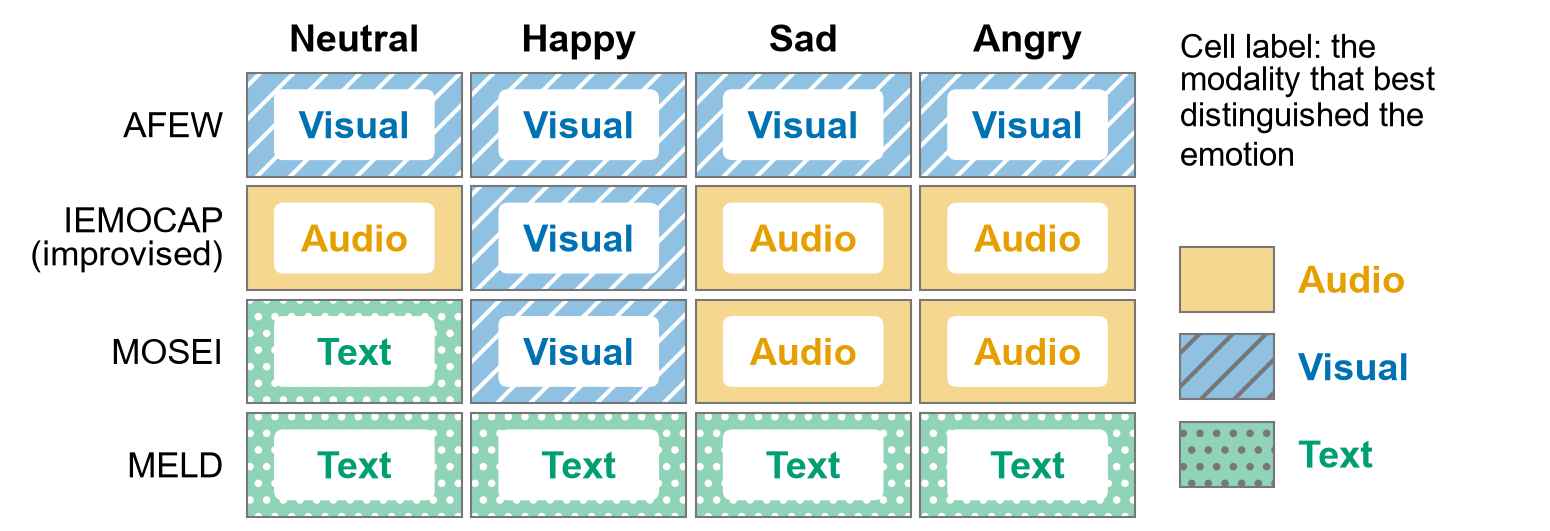 Neutral Happy Sad Angry
AFEW Visual Visual Visual Visual
IEMOCAP
(improvised) Audio Visual Audio Audio
MOSEI Text Visual Audio Audio
MELD Text Text Text Text
Cell label: the
modality that best
distinguished the
emotion
Audio
Visual
Text